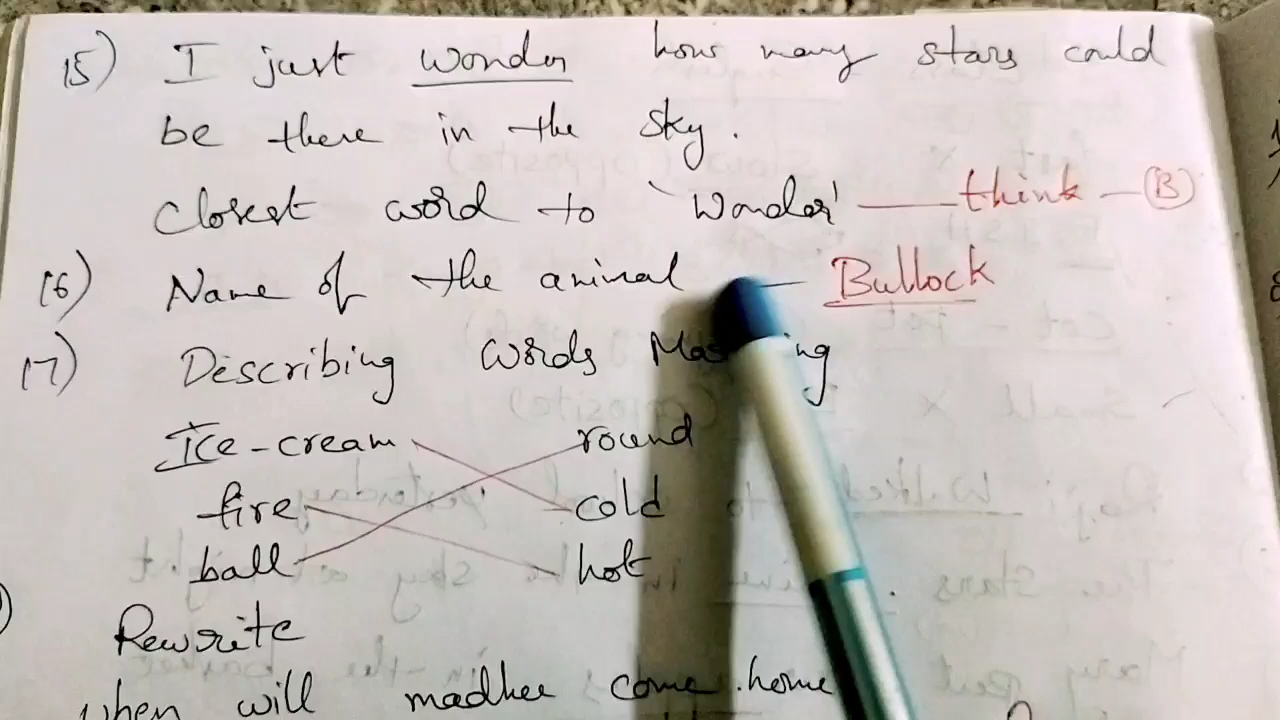 15) I just wonder how many stars could
be there in the sky.
Closest word to 'Wonder' — think – (B)
16) Name of the animal — Bullock
17) Describing words
Ice-cream round
fire cold
ball hot
Rewrite
when will madhee come home